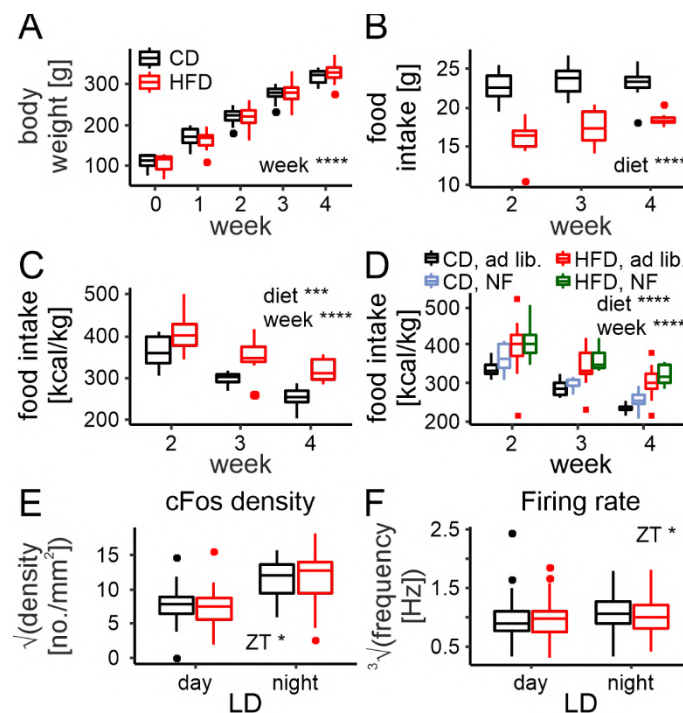 A
CD
HFD
body
weight [g]
300
200
100
week ****
0 1 2 3 4
week
B
food
intake [g]
25
20
15
10
diet ****
2 3 4
week
C
food intake
[kcal/kg]
500
400
300
200
diet ***
week ****
2 3 4
week
D
CD, ad lib. HFD, ad lib.
CD, NF HFD, NF
food intake
[kcal/kg]
500
400
300
200
diet ****
week ****
2 3 4
week
E cFos density
√(density
[no./mm²])
15
10
5
0
ZT *
day night
LD
F Firing rate
³√(frequency
[Hz])
2.5
1.5
0.5
ZT *
day night
LD